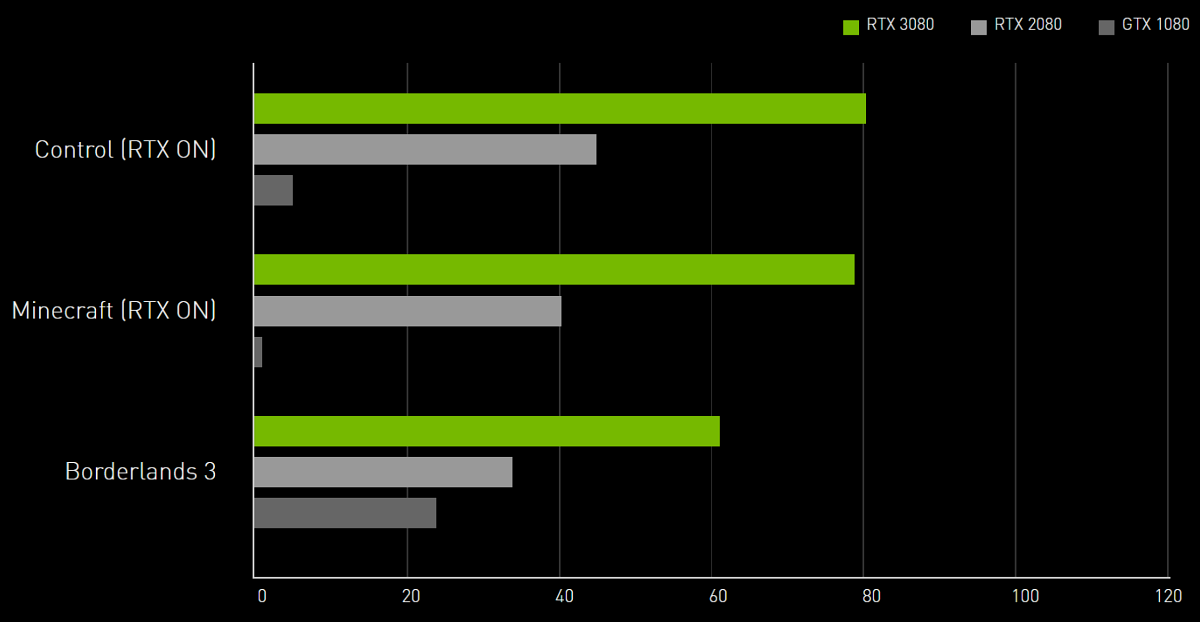 RTX 3080 RTX 2080 GTX 1080
Control (RTX ON)
Minecraft (RTX ON)
Borderlands 3
0 20 40 60 80 100 120